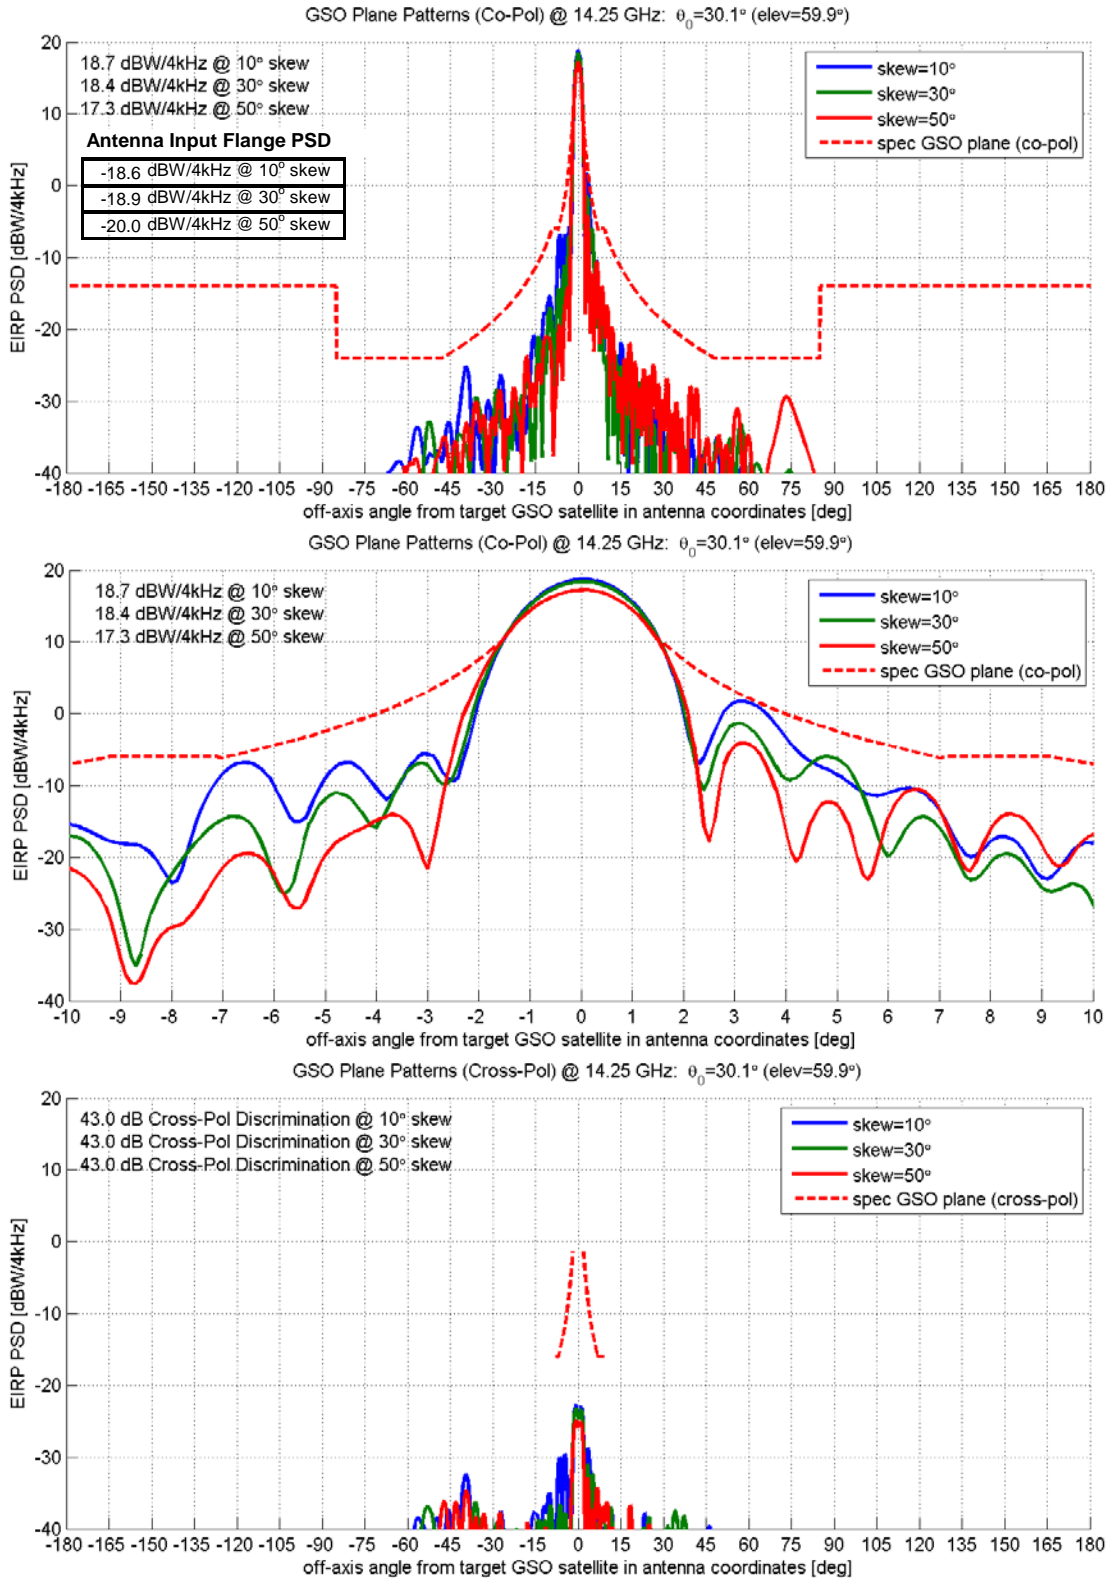 GSO Plane Patterns (Co-Pol) @ 14.25 GHz: θ0=30.1° (elev=59.9°)
20
10
0
-10
-20
-30
-40
EIRP PSD [dBW/4kHz]
18.7 dBW/4kHz @ 10° skew
18.4 dBW/4kHz @ 30° skew
17.3 dBW/4kHz @ 50° skew
Antenna Input Flange PSD
-18.6 dBW/4kHz @ 10° skew
-18.9 dBW/4kHz @ 30° skew
-20.0 dBW/4kHz @ 50° skew
skew=10°
skew=30°
skew=50°
spec GSO plane (co-pol)
-180 -165 -150 -135 -120 -105 -90 -75 -60 -45 -30 -15 0 15 30 45 60 75 90 105 120 135 150 165 180
off-axis angle from target GSO satellite in antenna coordinates [deg]
GSO Plane Patterns (Co-Pol) @ 14.25 GHz: θ0=30.1° (elev=59.9°)
20
10
0
-10
-20
-30
-40
EIRP PSD [dBW/4kHz]
18.7 dBW/4kHz @ 10° skew
18.4 dBW/4kHz @ 30° skew
17.3 dBW/4kHz @ 50° skew
skew=10°
skew=30°
skew=50°
spec GSO plane (co-pol)
-10 -9 -8 -7 -6 -5 -4 -3 -2 -1 0 1 2 3 4 5 6 7 8 9 10
off-axis angle from target GSO satellite in antenna coordinates [deg]
GSO Plane Patterns (Cross-Pol) @ 14.25 GHz: θ0=30.1° (elev=59.9°)
20
10
0
-10
-20
-30
-40
EIRP PSD [dBW/4kHz]
43.0 dB Cross-Pol Discrimination @ 10° skew
43.0 dB Cross-Pol Discrimination @ 30° skew
43.0 dB Cross-Pol Discrimination @ 50° skew
skew=10°
skew=30°
skew=50°
spec GSO plane (cross-pol)
-180 -165 -150 -135 -120 -105 -90 -75 -60 -45 -30 -15 0 15 30 45 60 75 90 105 120 135 150 165 180
off-axis angle from target GSO satellite in antenna coordinates [deg]